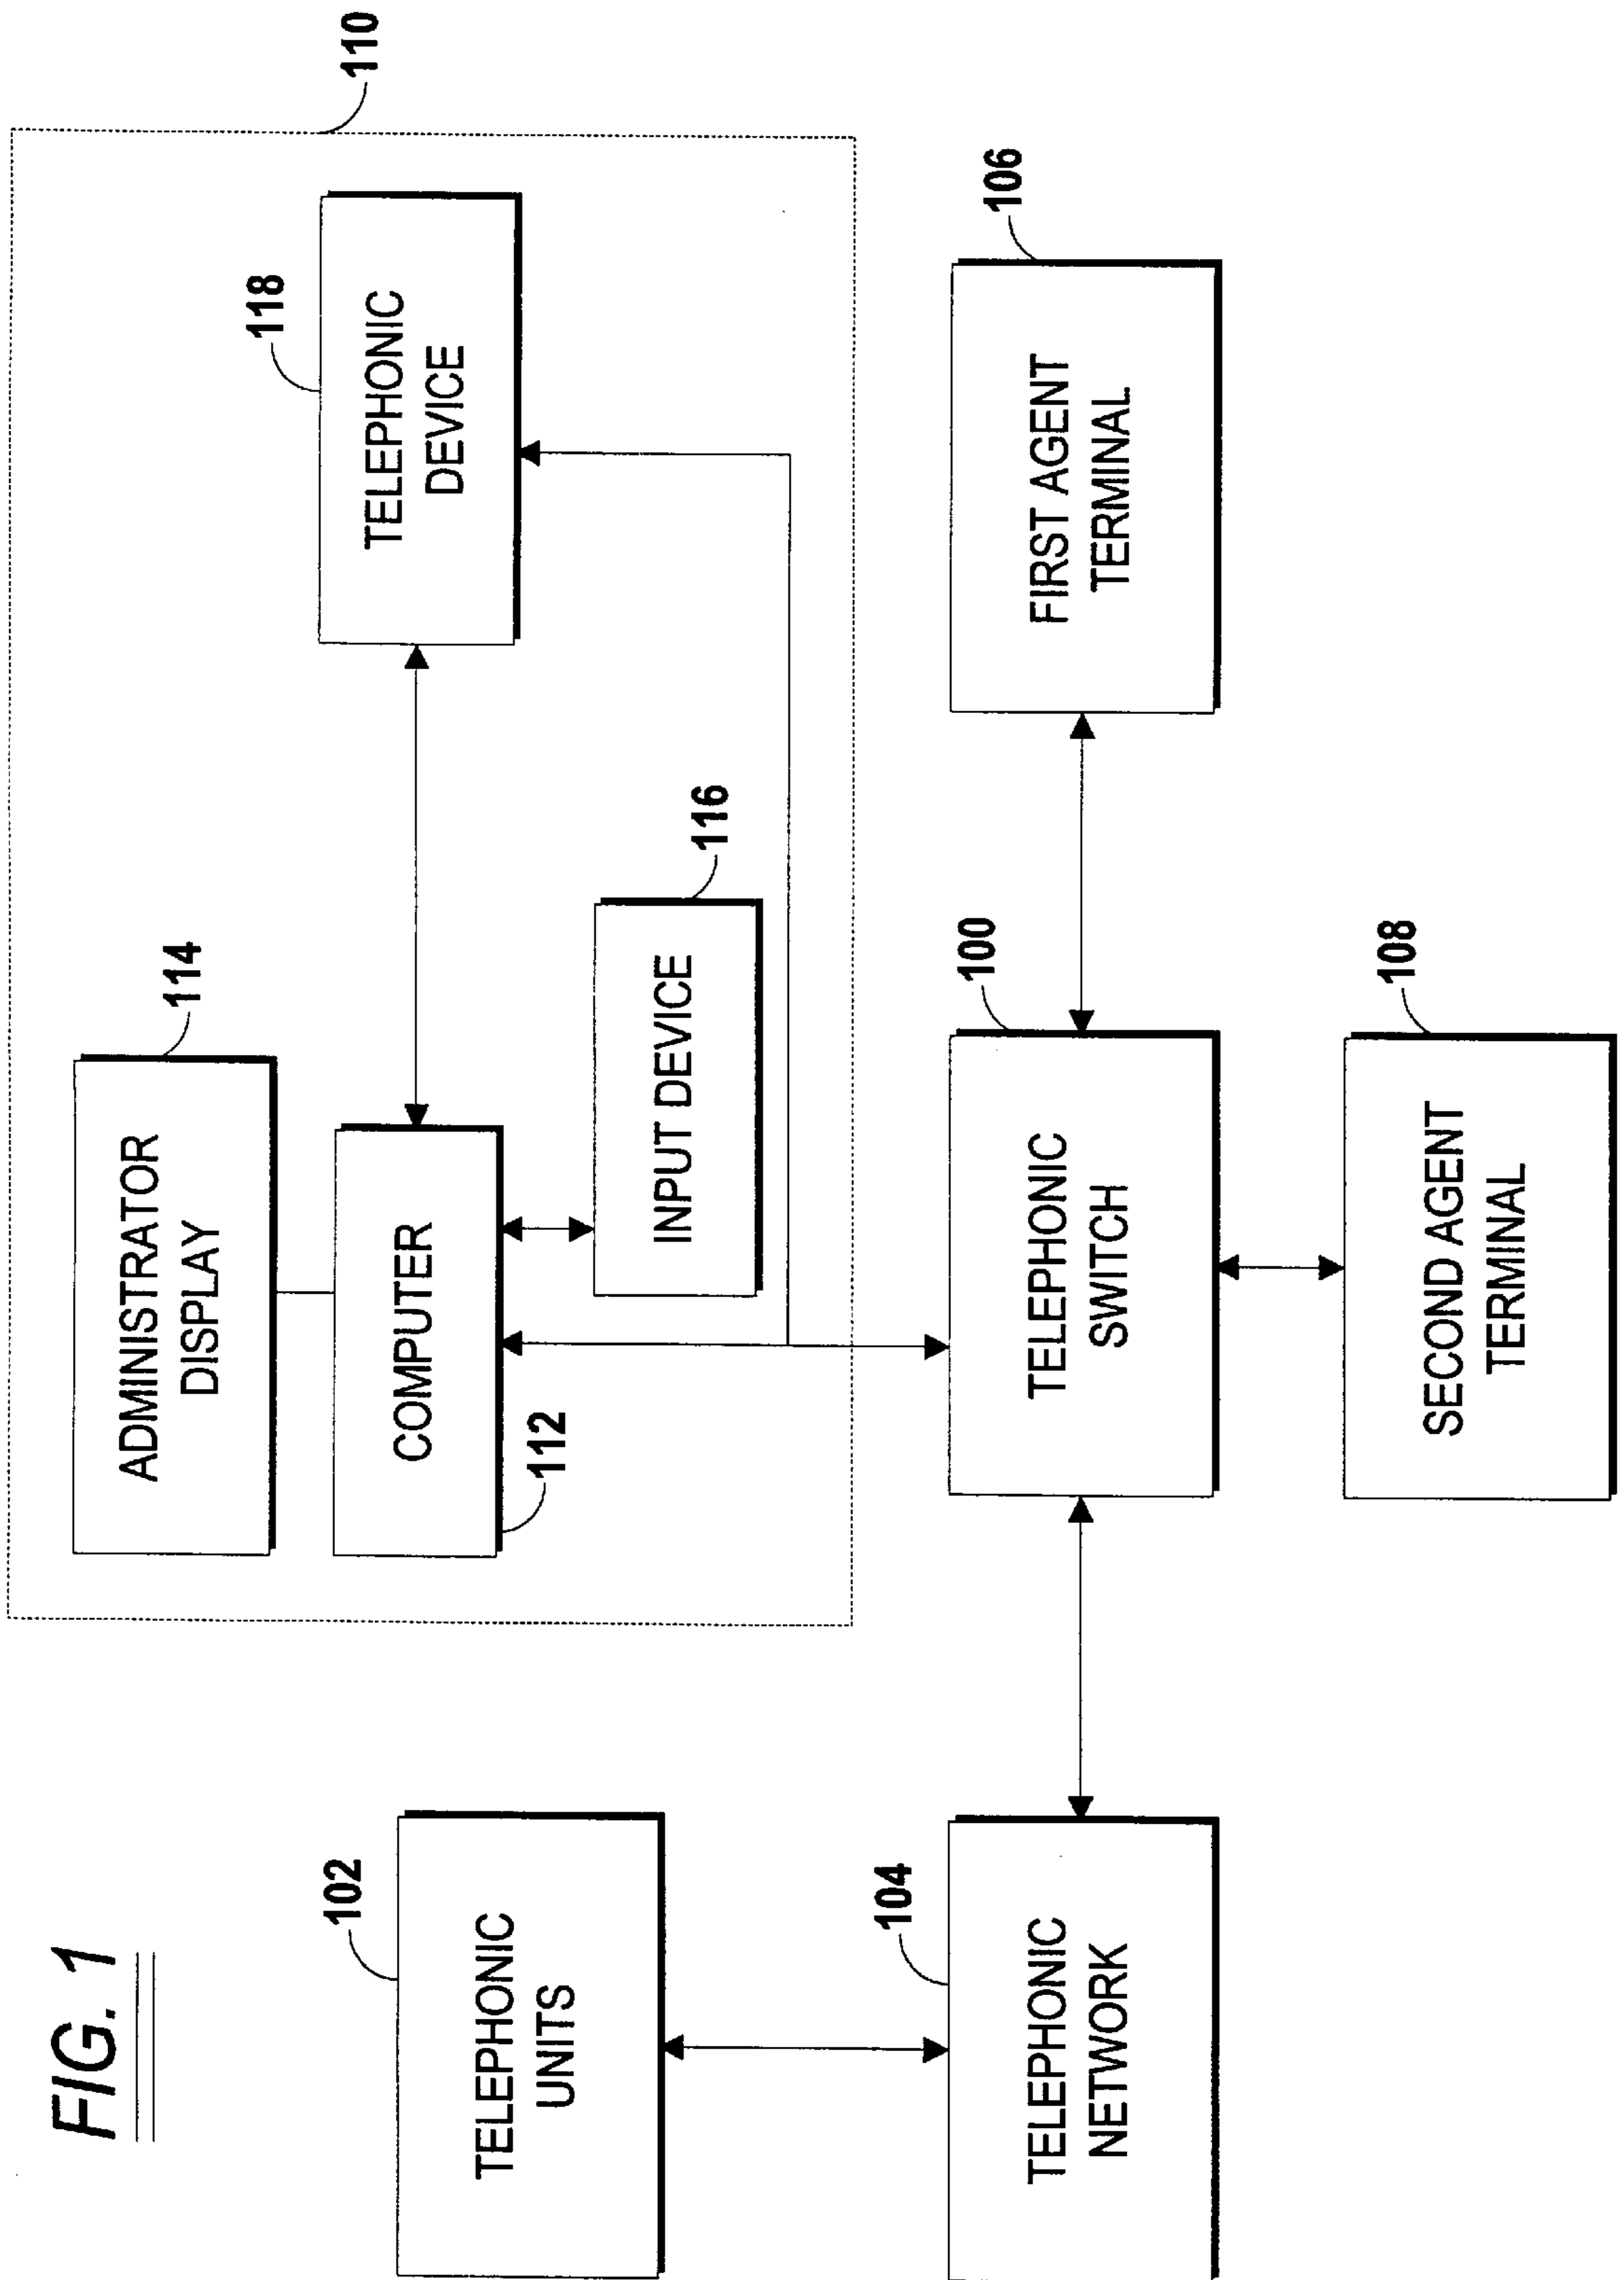 FIG. 1
110
114
ADMINISTRATOR
DISPLAY
118
TELEPHONIC
DEVICE
COMPUTER
112
116
INPUT DEVICE
102
TELEPHONIC
UNITS
104
TELEPHONIC
NETWORK
100
TELEPHONIC
SWITCH
106
FIRST AGENT
TERMINAL
108
SECOND AGENT
TERMINAL